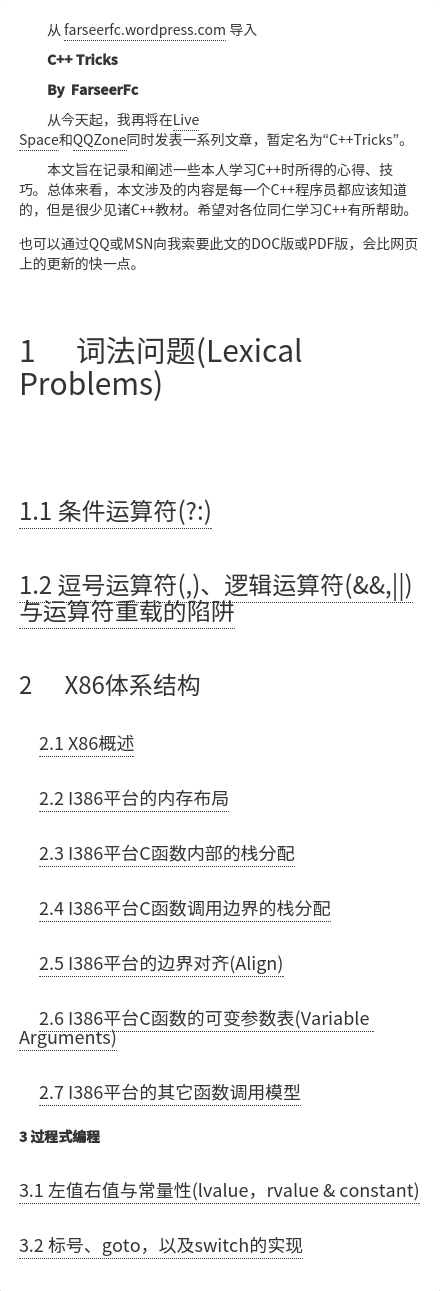 从 farseerfc.wordpress.com 导入
C++ Tricks
By FarseerFc
从今天起，我再将在Live
Space和QQZone同时发表一系列文章，暂定名为“C++Tricks”。
本文旨在记录和阐述一些本人学习C++时所得的心得、技
巧。总体来看，本文涉及的内容是每一个C++程序员都应该知道
的，但是很少见诸C++教材。希望对各位同仁学习C++有所帮助。
也可以通过QQ或MSN向我索要此文的DOC版或PDF版，会比网页
上的更新的快一点。
1 词法问题(Lexical
Problems)
1.1 条件运算符(?:)
1.2 逗号运算符(,)、逻辑运算符(&&,||)
与运算符重载的陷阱
2 X86体系结构
2.1 X86概述
2.2 I386平台的内存布局
2.3 I386平台C函数内部的栈分配
2.4 I386平台C函数调用边界的栈分配
2.5 I386平台的边界对齐(Align)
2.6 I386平台C函数的可变参数表(Variable
Arguments)
2.7 I386平台的其它函数调用模型
3 过程式编程
3.1 左值右值与常量性(lvalue，rvalue & constant)
3.2 标号、goto，以及switch的实现